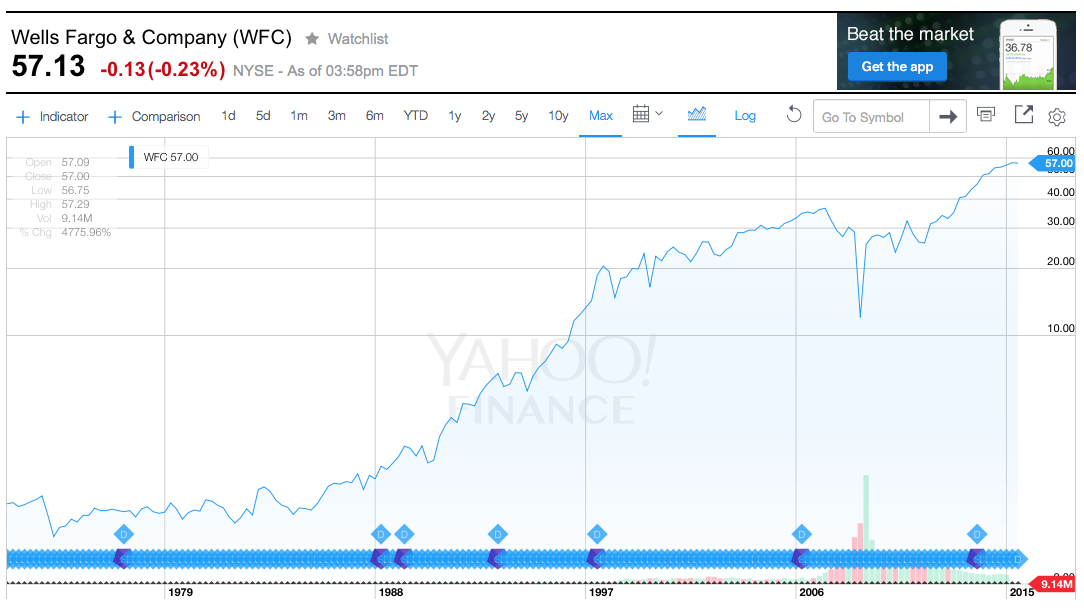 Wells Fargo & Company (WFC) ★ Watchlist
57.13 -0.13(-0.23%) NYSE - As of 03:58pm EDT
Beat the market
Get the app
36.78
+ Indicator + Comparison 1d 5d 1m 3m 6m YTD 1y 2y 5y 10y Max Log Go To Symbol
WFC 57.00
Open 57.09
Close 57.00
Low 56.75
High 57.29
Vol 9.14M
% Chg 4775.96%
60.00
57.00
40.00
30.00
20.00
10.00
YAHOO!
FINANCE
D D D D D D D
D
9.14M
1979 1988 1997 2006 2015